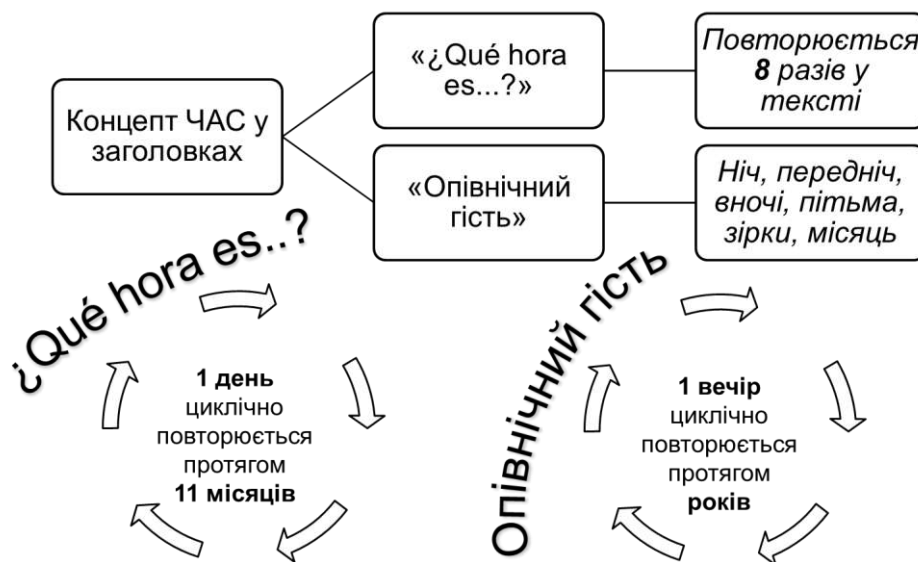 Концепт ЧАС у
заголовках
«¿Qué hora
es...?»
Повторюється
8 разів у
тексті
«Опівнічний
гість»
Ніч, передніч,
вночі, пітьма,
зірки, місяць
¿Qué hora es..?
1 день
циклічно
повторюється
протягом
11 місяців
Опівнічний гість
1 вечір
циклічно
повторюється
протягом
років